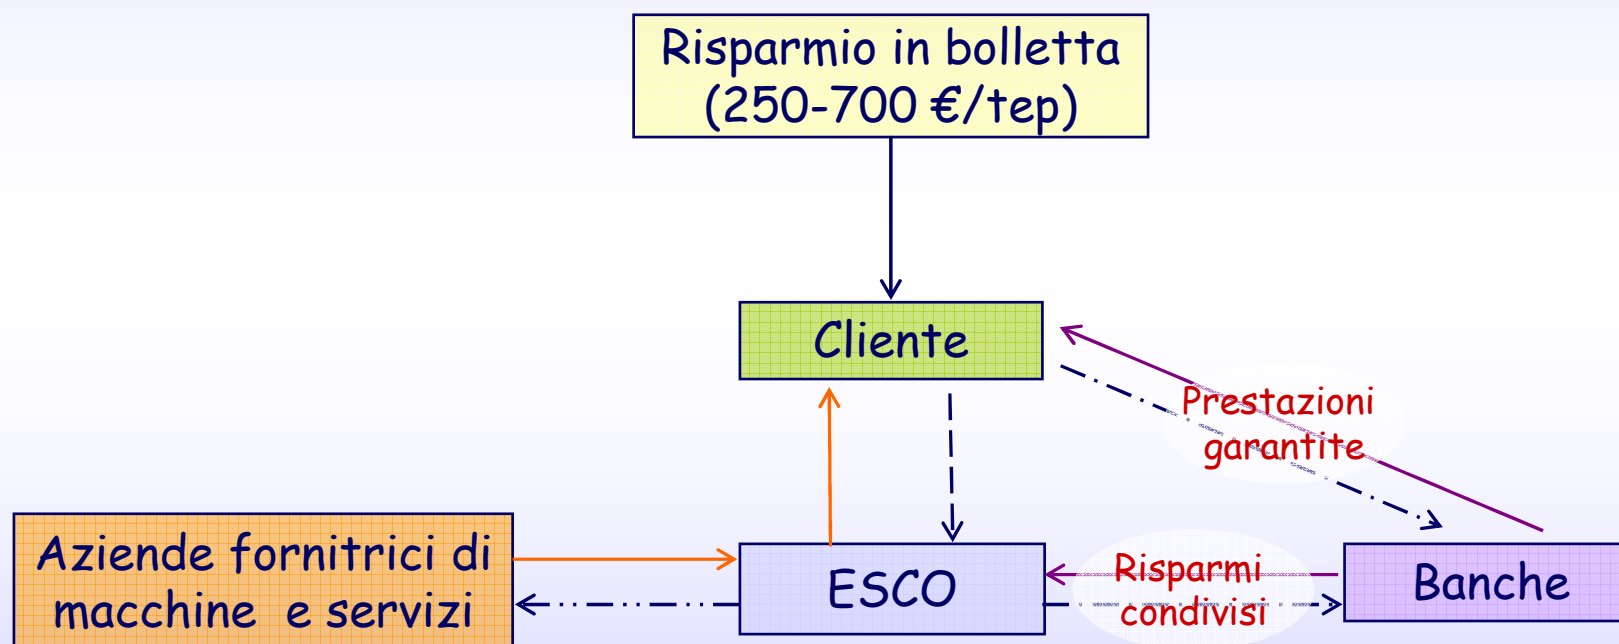 Risparmio in bolletta
(250-700 €/tep)
Cliente
Prestazioni
garantite
Aziende fornitrici di
macchine e servizi
ESCO
Risparmi
condivisi
Banche